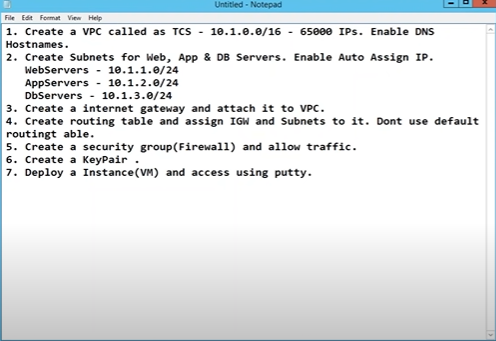 Untitled - Notepad
File Edit Format View Help
1. Create a VPC called as TCS - 10.1.0.0/16 - 65000 IPs. Enable DNS
Hostnames.
2. Create Subnets for Web, App & DB Servers. Enable Auto Assign IP.
WebServers - 10.1.1.0/24
AppServers - 10.1.2.0/24
DbServers - 10.1.3.0/24
3. Create a internet gateway and attach it to VPC.
4. Create routing table and assign IGW and Subnets to it. Dont use default
routingt able.
5. Create a security group(Firewall) and allow traffic.
6. Create a KeyPair .
7. Deploy a Instance(VM) and access using putty.